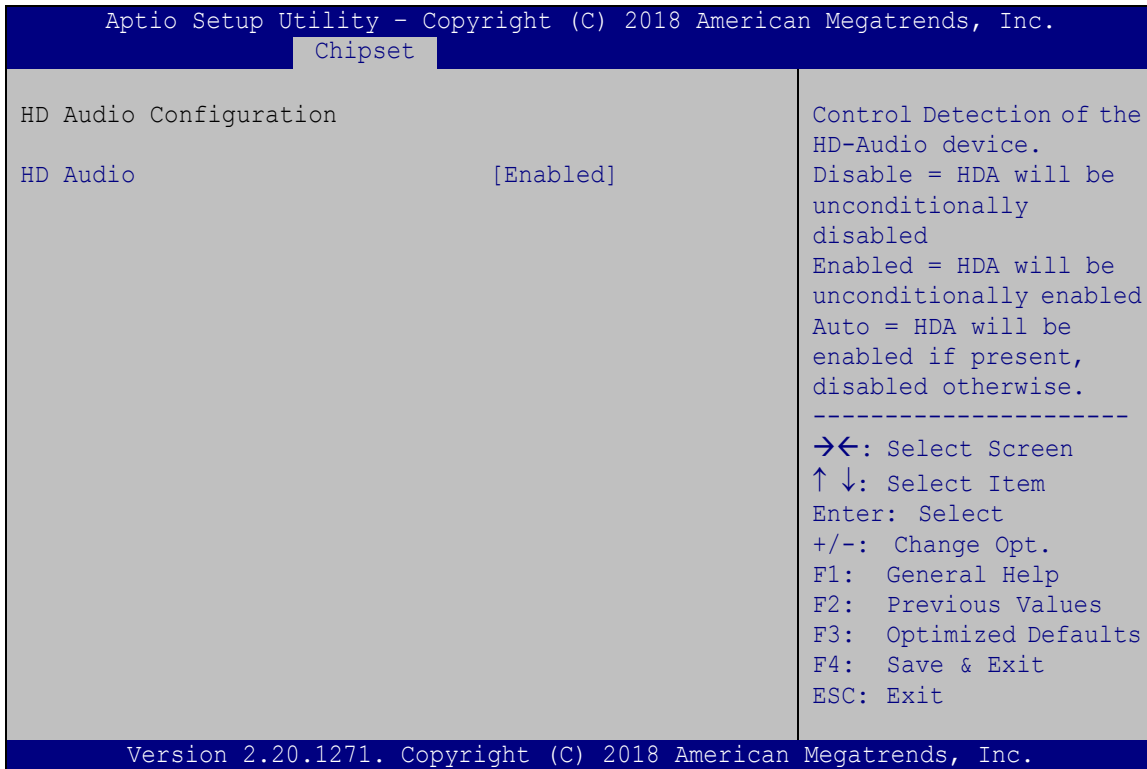 Aptio Setup Utility – Copyright (C) 2018 American Megatrends, Inc.
Chipset
HD Audio Configuration
HD Audio [Enabled]
Control Detection of the
HD-Audio device.
Disable = HDA will be
unconditionally
disabled
Enabled = HDA will be
unconditionally enabled
Auto = HDA will be
enabled if present,
disabled otherwise.
----------------------
→←: Select Screen
↑ ↓: Select Item
Enter: Select
+/-: Change Opt.
F1: General Help
F2: Previous Values
F3: Optimized Defaults
F4: Save & Exit
ESC: Exit
Version 2.20.1271. Copyright (C) 2018 American Megatrends, Inc.